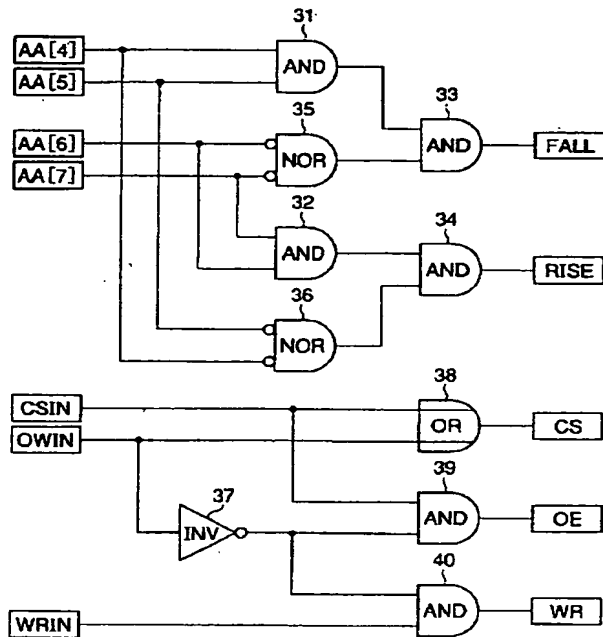 31
AA[4]
AND
AA[5]
33
35
AND
FALL
AA[6]
NOR
AA[7]
32
34
AND
AND
RISE
36
NOR
38
CSIN
OR
CS
OWIN
39
37
INV
AND
OE
40
AND
WR
WRIN